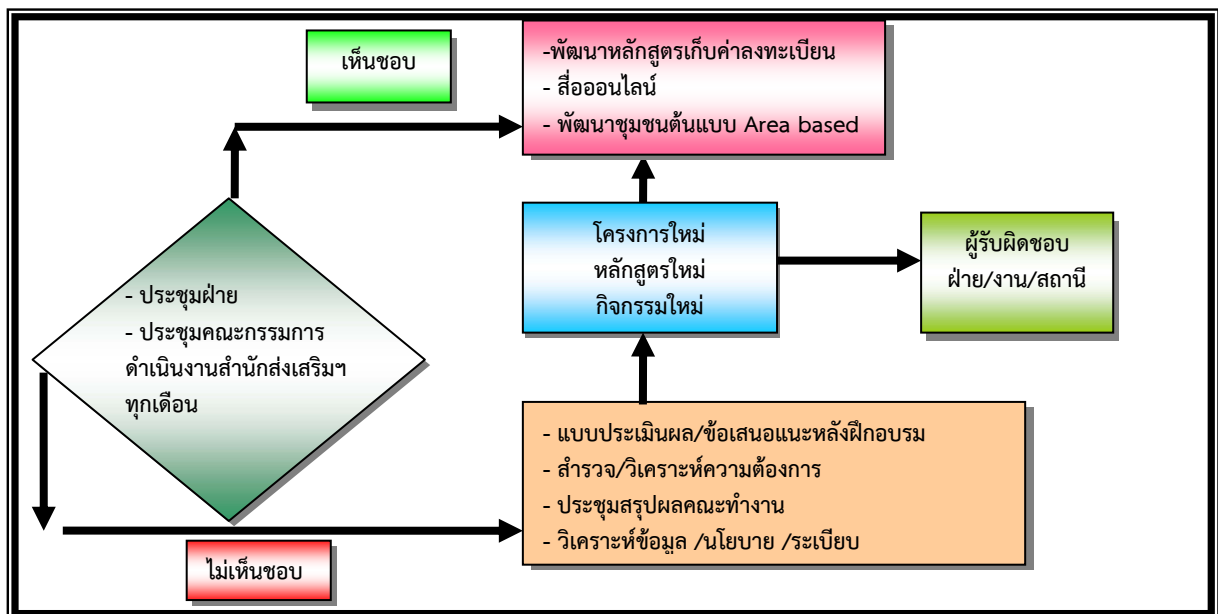 เห็นชอบ
-พัฒนาหลักสูตรเก็บค่าลงทะเบียน
- สื่อออนไลน์
- พัฒนาชุมชนต้นแบบ Area based
โครงการใหม่
หลักสูตรใหม่
กิจกรรมใหม่
ผู้รับผิดชอบ
ฝ่าย/งาน/สถานี
- ประชุมฝ่าย
- ประชุมคณะกรรมการ
ดำเนินงานสำนักส่งเสริมฯ
ทุกเดือน
- แบบประเมินผล/ข้อเสนอแนะหลังฝึกอบรม
- สำรวจ/วิเคราะห์ความต้องการ
- ประชุมสรุปผลคณะทำงาน
- วิเคราะห์ข้อมูล /นโยบาย /ระเบียบ
ไม่เห็นชอบ